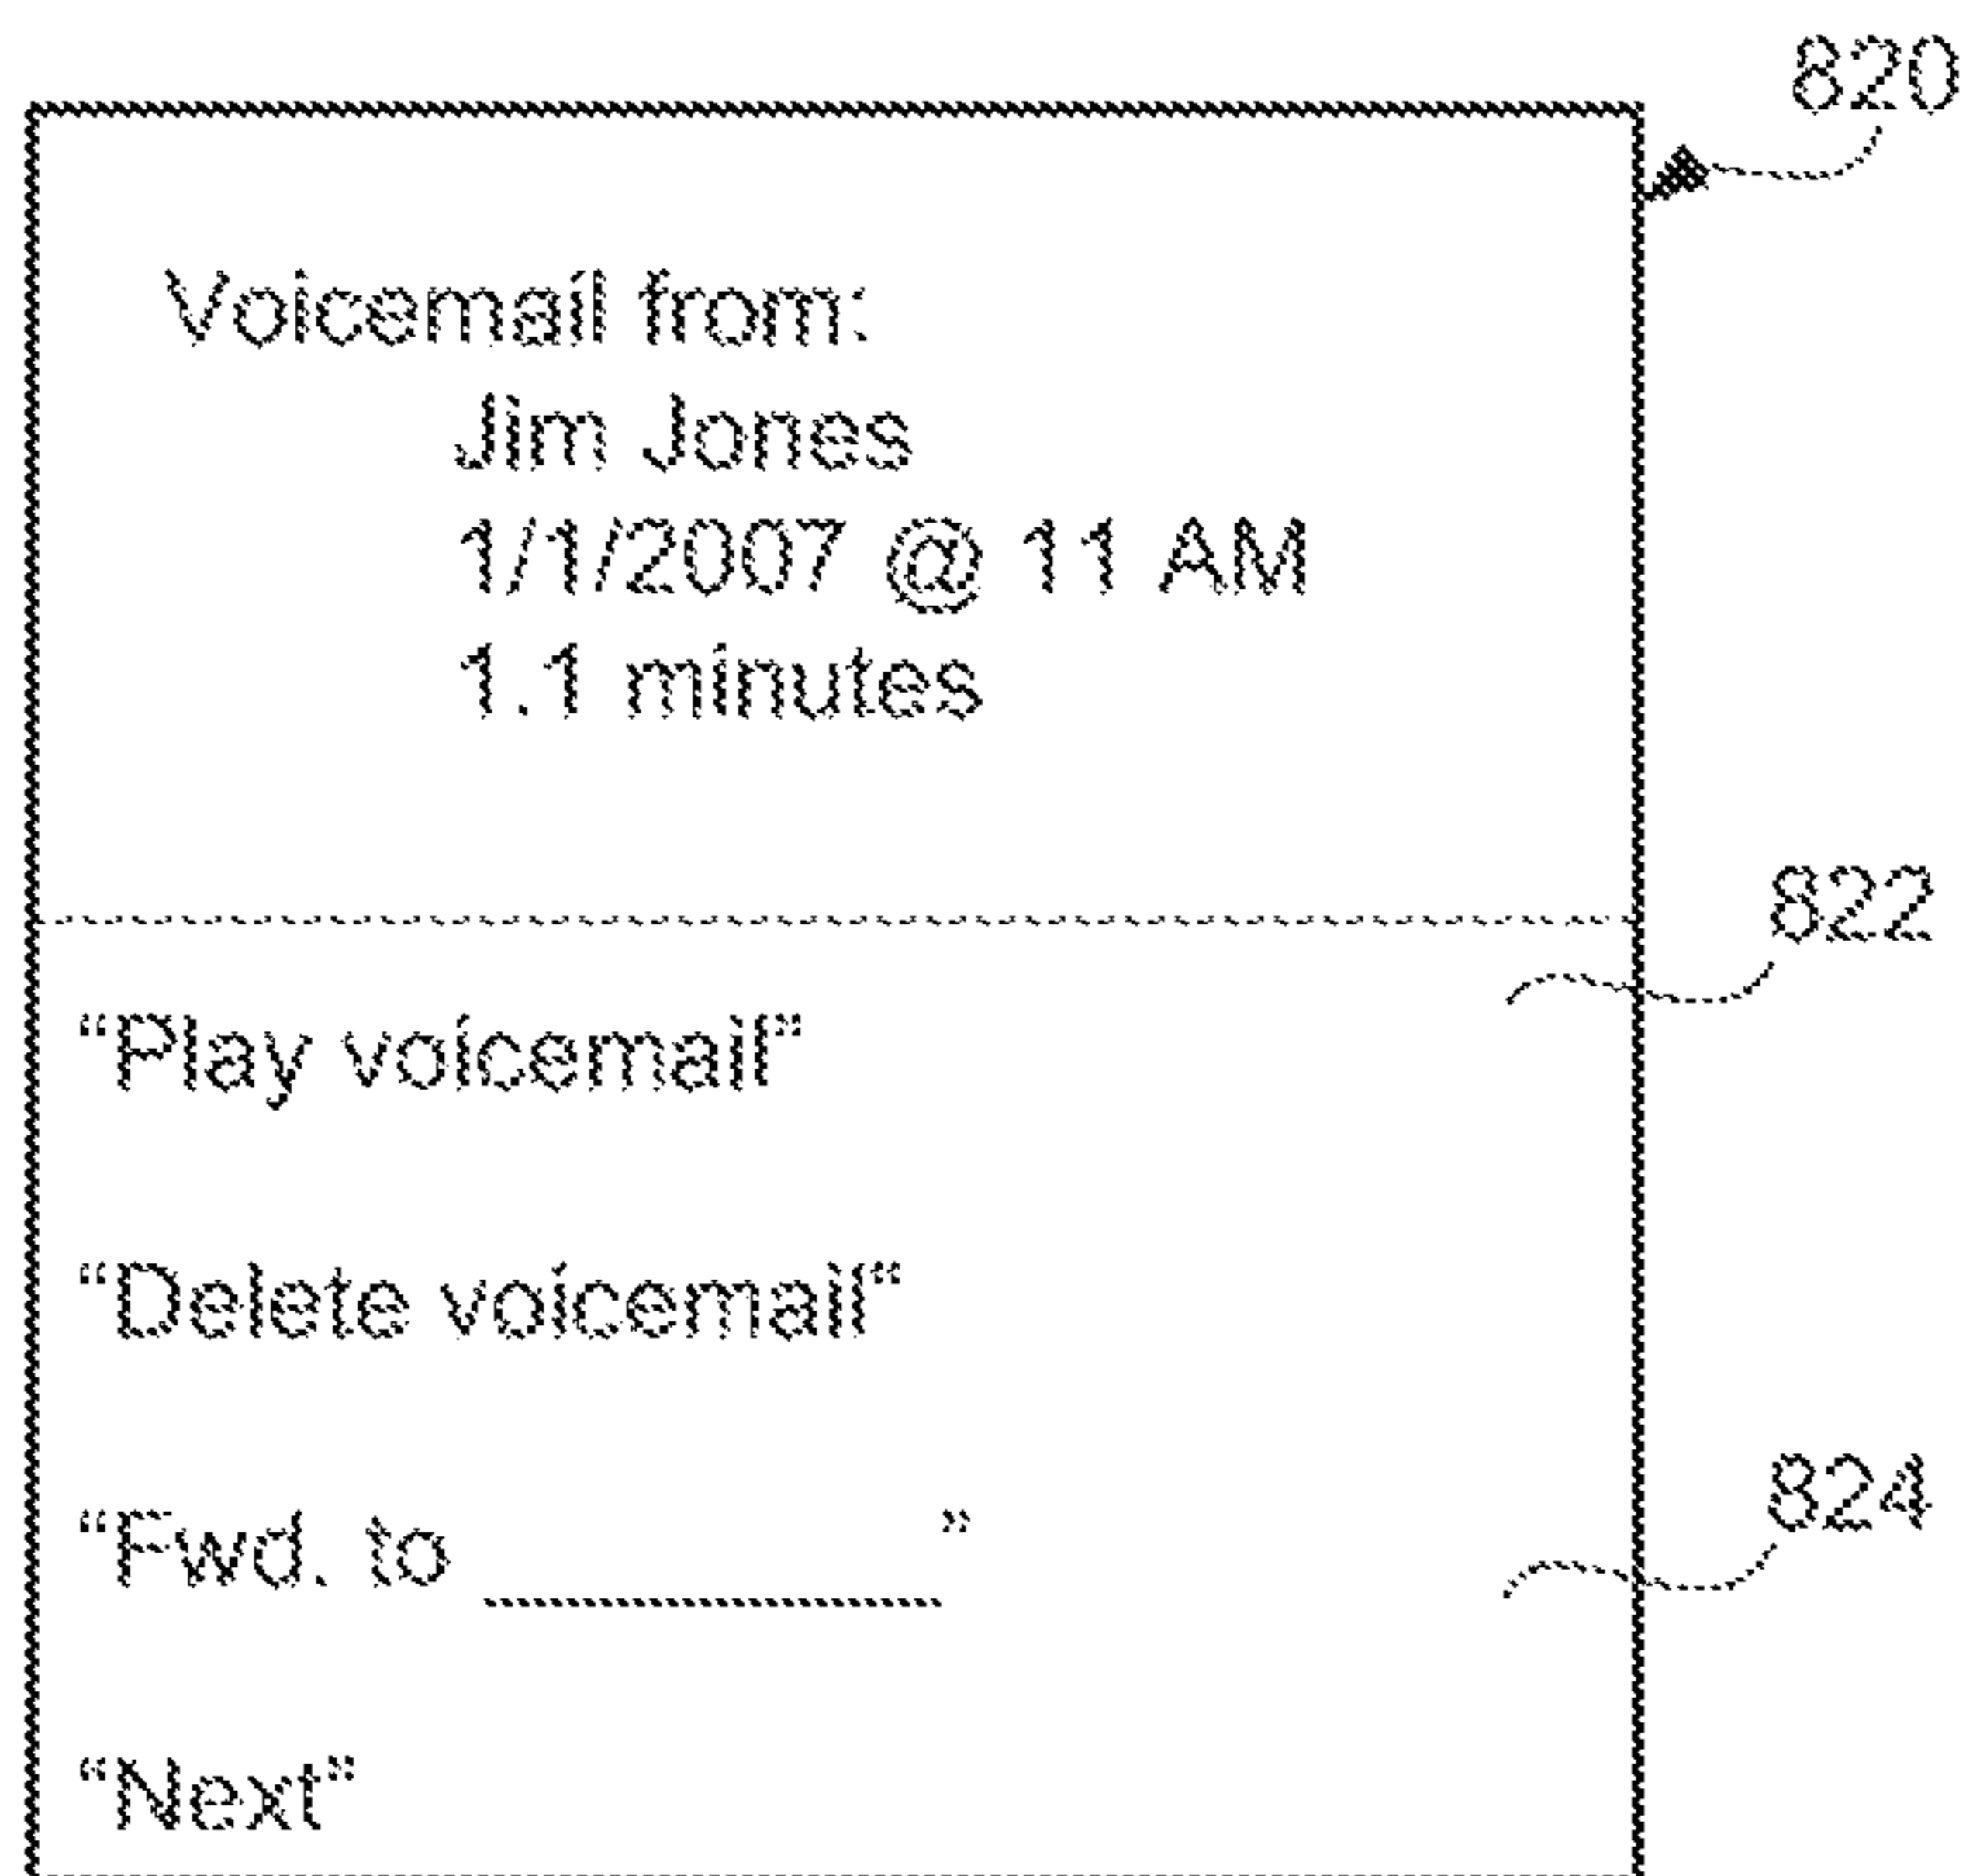 820
Voicemail from:
Jim Jones
1/1/2007 @ 11 AM
1.1 minutes
822
“Play voicemail”
“Delete voicemail“
824
“Fwd. to ____________”
“Next”